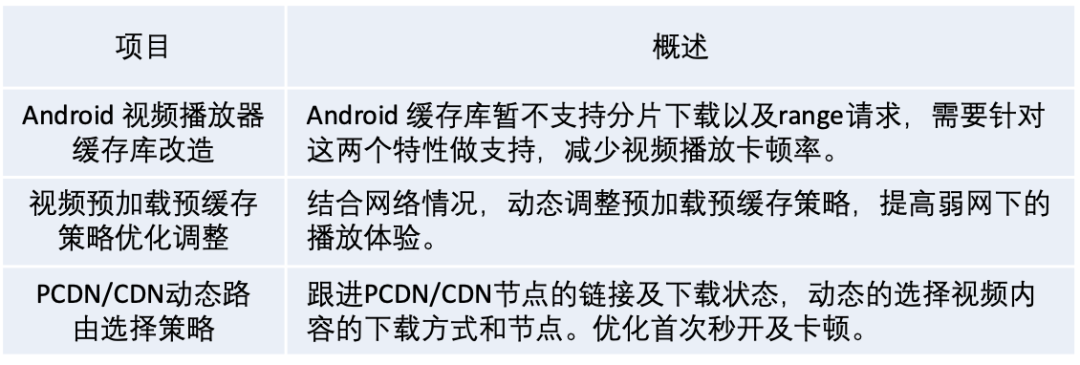 项目
概述
Android 视频播放器
缓存库改造
Android 缓存库暂不支持分片下载以及range请求，需要针对
这两个特性做支持，减少视频播放卡顿率。
视频预加载预缓存
策略优化调整
结合网络情况，动态调整预加载预缓存策略，提高弱网下的
播放体验。
PCDN/CDN动态路
由选择策略
跟进PCDN/CDN节点的链接及下载状态，动态的选择视频内
容的下载方式和节点。优化首次秒开及卡顿。